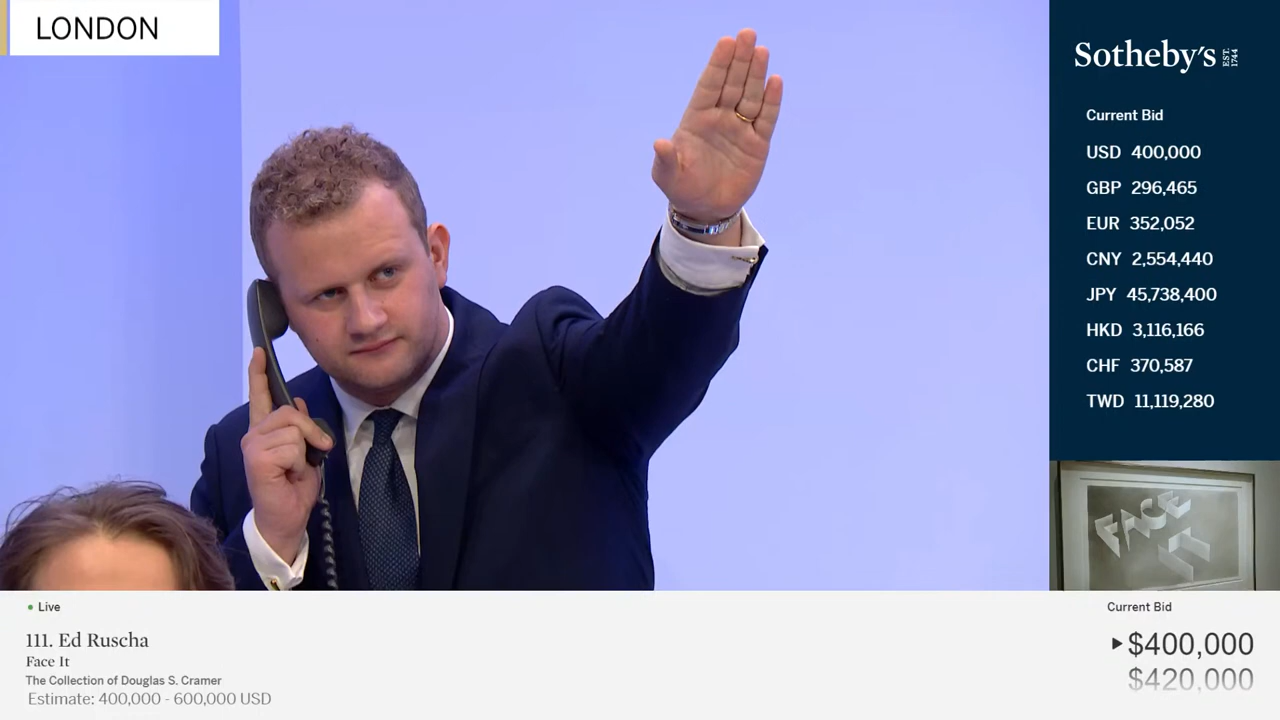 LONDON
Sotheby's EST. 1744
Current Bid
USD 400,000
GBP 296,465
EUR 352,052
CNY 2,554,440
JPY 45,738,400
HKD 3,116,166
CHF 370,587
TWD 11,119,280
FACE
IT
• Live
111. Ed Ruscha
Face It
The Collection of Douglas S. Cramer
Estimate: 400,000 - 600,000 USD
Current Bid
$400,000
$420,000